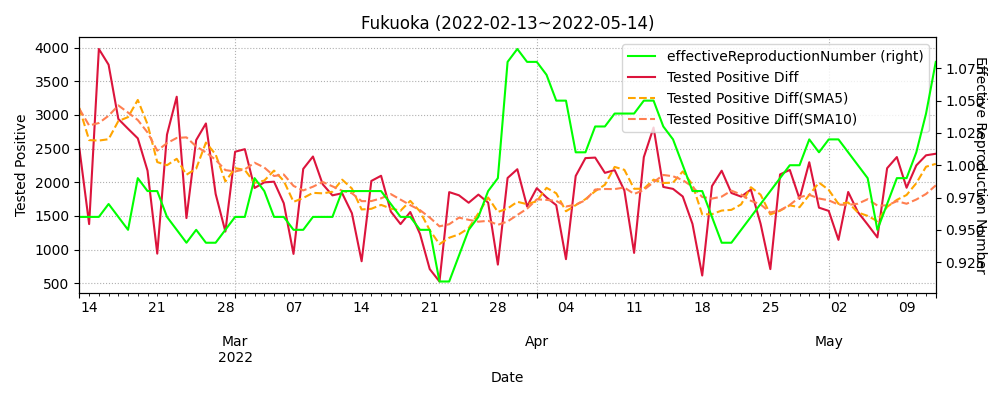 Fukuoka (2022-02-13~2022-05-14)
effectiveReproductionNumber (right)
Tested Positive Diff
Tested Positive Diff(SMA5)
Tested Positive Diff(SMA10)
Tested Positive
4000
3500
3000
2500
2000
1500
1000
500
Effective Reproduction Number
1.075
1.050
1.025
1.000
0.975
0.950
0.925
14 21 28 07 14 21 28 04 11 18 25 02 09
Mar Apr May
2022
Date